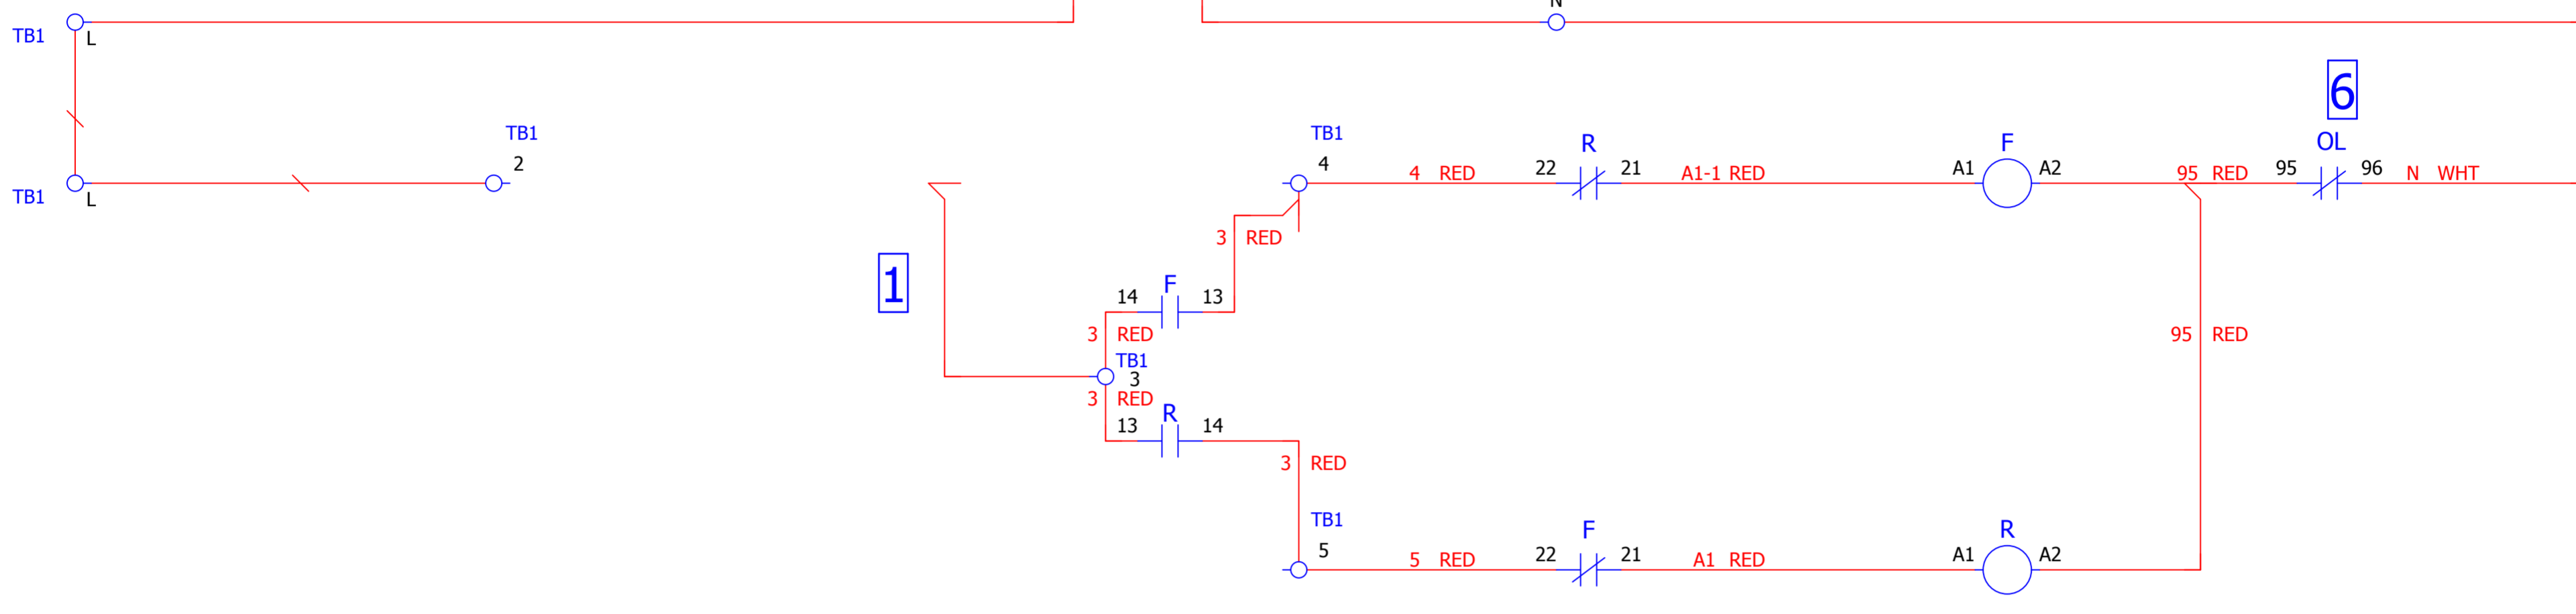 N
TB1
L
6
TB1
2
TB1
4
4 RED
22
R
21
A1-1 RED
A1
F
A2
95 RED
95
OL
96
N WHT
TB1
L
3 RED
1
14
F
13
3 RED
95 RED
TB1
3
3 RED
13
R
14
3 RED
TB1
5
5 RED
22
F
21
A1 RED
A1
R
A2